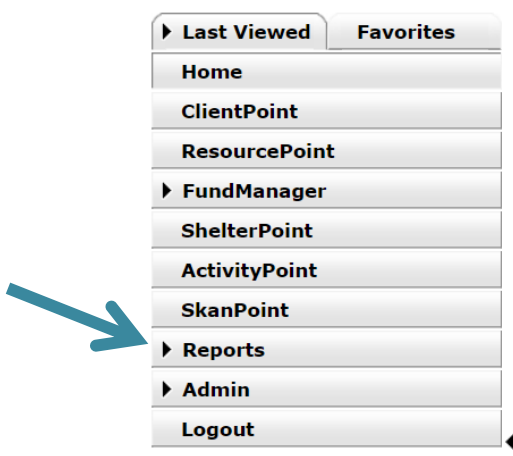 Last Viewed Favorites
Home
ClientPoint
ResourcePoint
FundManager
ShelterPoint
ActivityPoint
SkanPoint
Reports
Admin
Logout